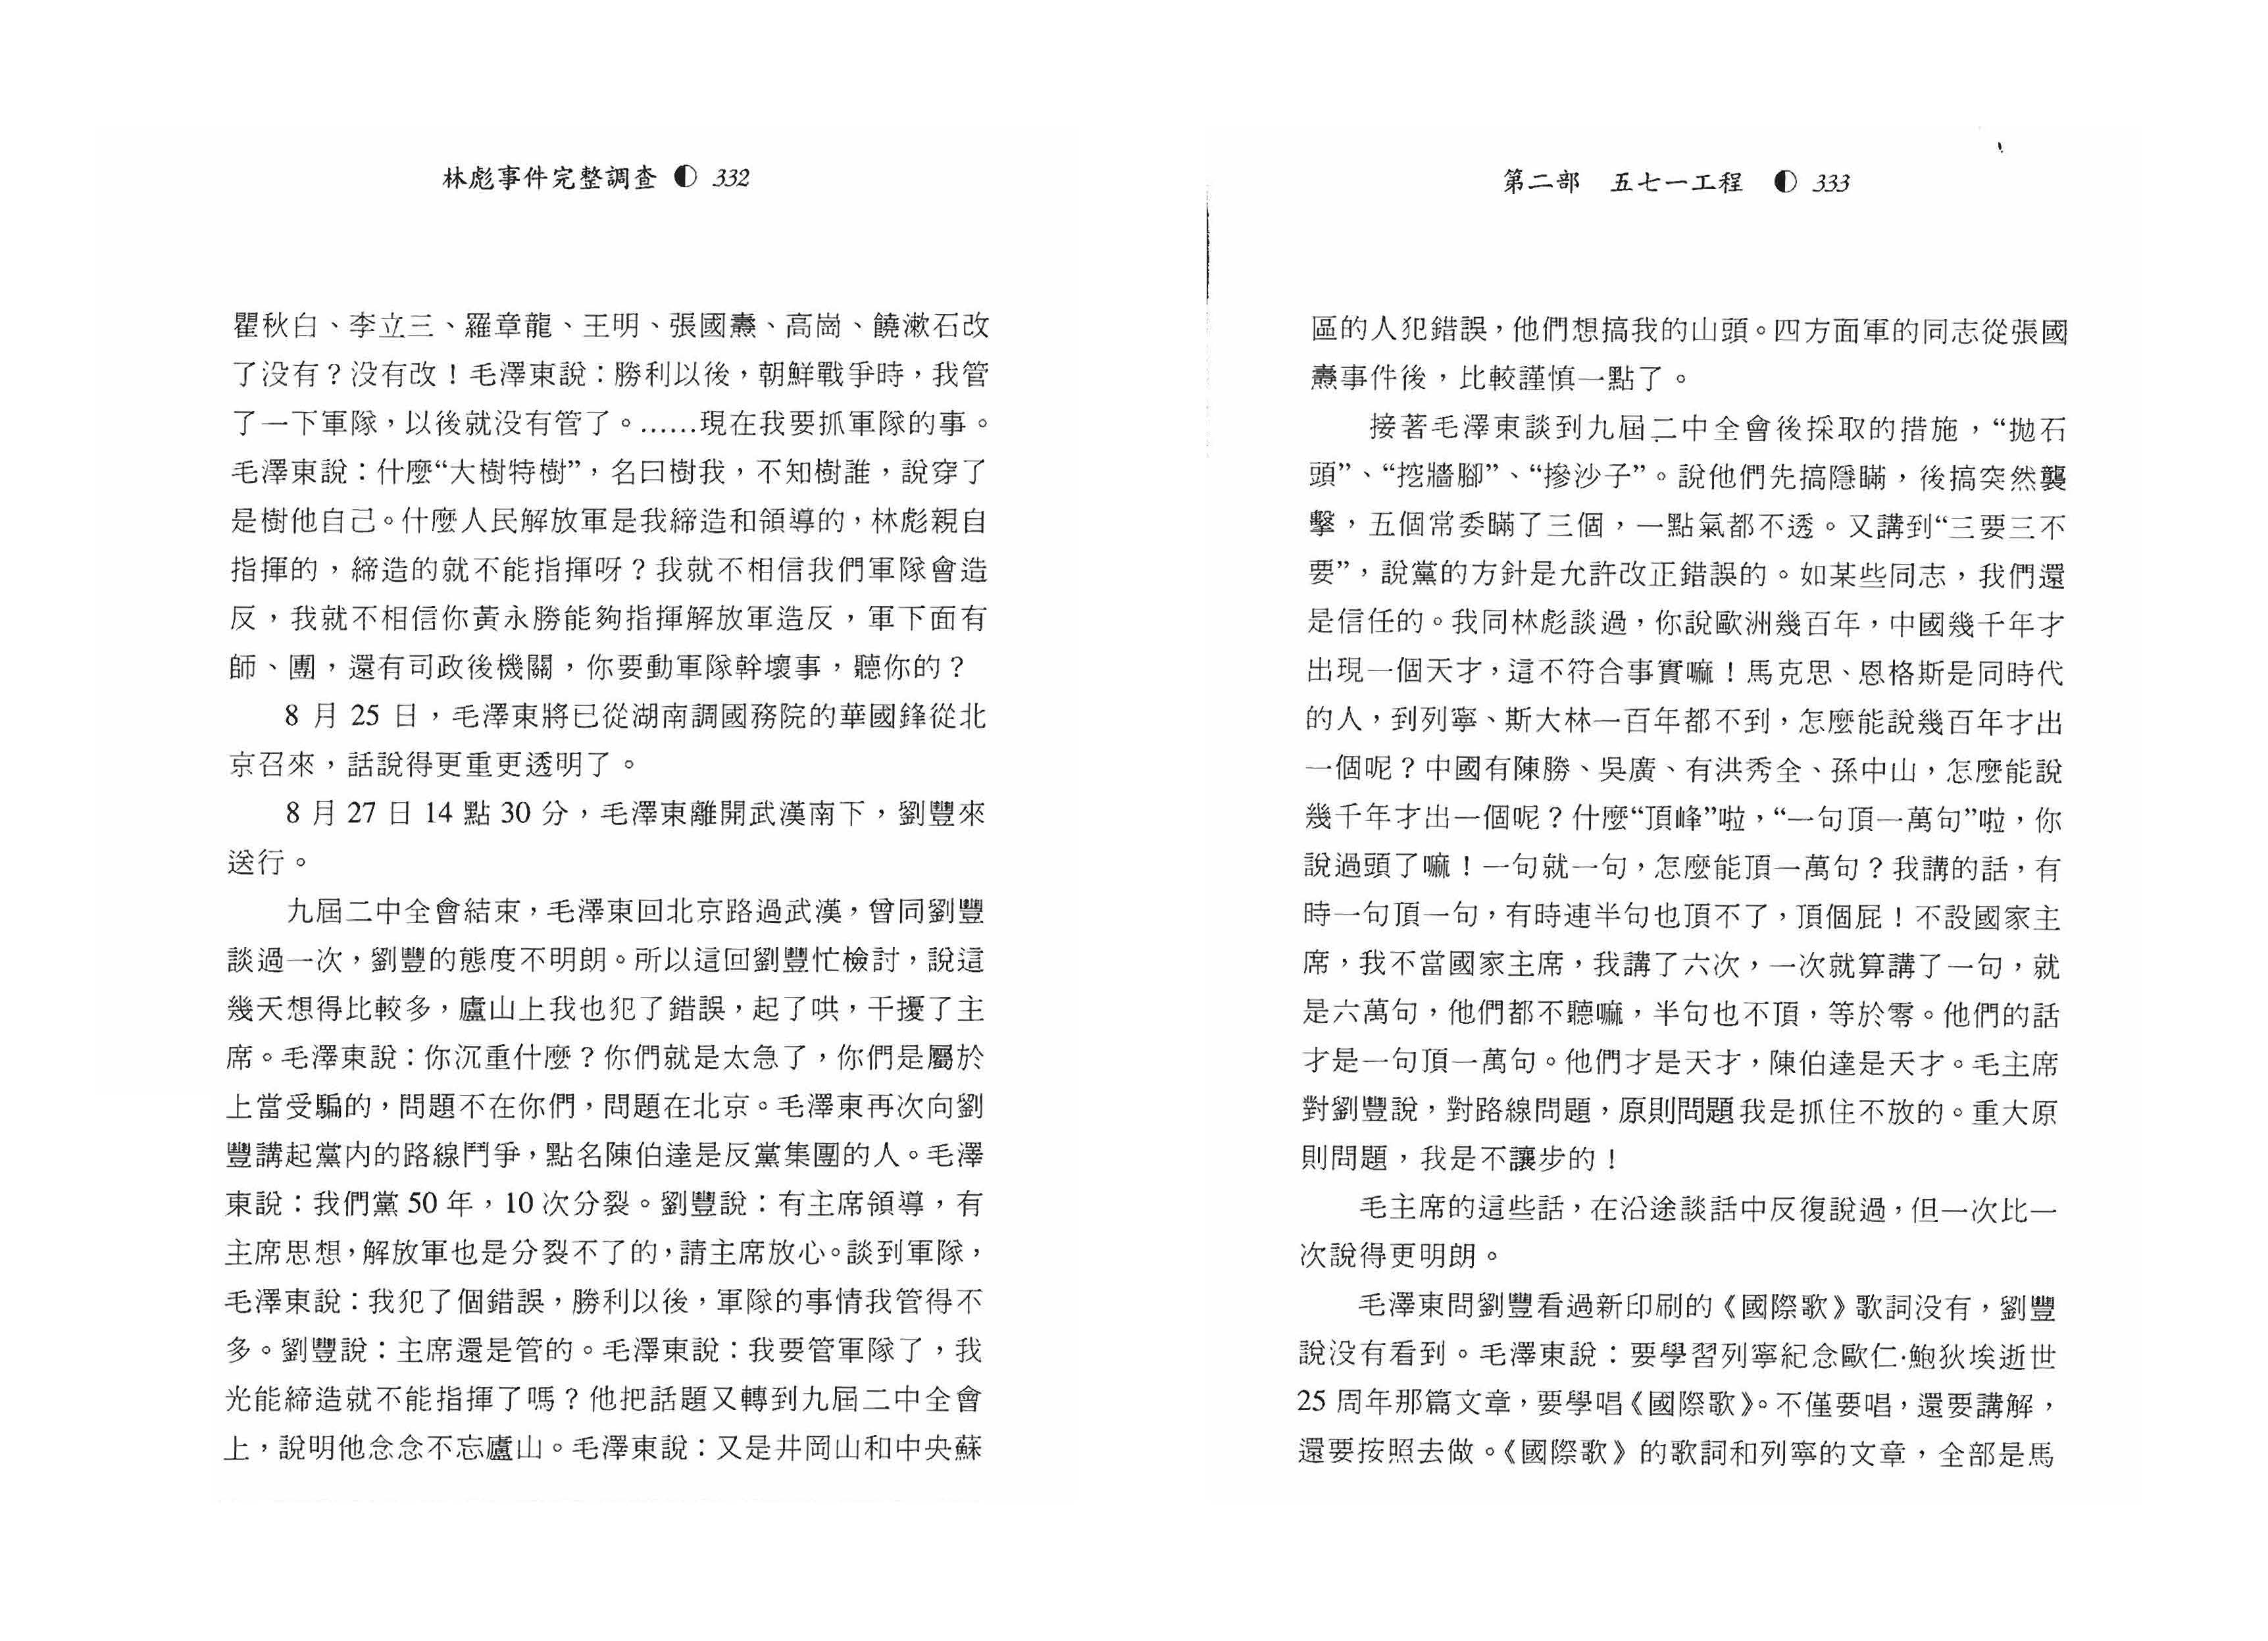 林彪事件完整調查 332
瞿秋白、李立三、羅章龍、王明、張國燾、高崗、饒漱石改
了没有？没有改！毛澤東說：勝利以後，朝鮮戰爭時，我管
了一下軍隊，以後就没有管了。……現在我要抓軍隊的事。
毛澤東說：什麼“大樹特樹”，名曰樹我，不知樹誰，說穿了
是樹他自己。什麼人民解放軍是我締造和領導的，林彪親自
指揮的，締造的就不能指揮呀？我就不相信我們軍隊會造
反，我就不相信你黃永勝能夠指揮解放軍造反，軍下面有
師、團，還有司政後機關，你要動軍隊幹壞事，聽你的？
8 月 25 日，毛澤東將已從湖南調國務院的華國鋒從北
京召來，話說得更重更透明了。
8 月 27 日 14 點 30 分，毛澤東離開武漢南下，劉豐來
送行。
九屆二中全會結束，毛澤東回北京路過武漢，曾同劉豐
談過一次，劉豐的態度不明朗。所以這回劉豐忙檢討，說這
幾天想得比較多，廬山上我也犯了錯誤，起了哄，干擾了主
席。毛澤東說：你沉重什麼？你們就是太急了，你們是屬於
上當受騙的，問題不在你們，問題在北京。毛澤東再次向劉
豐講起黨内的路線鬥爭，點名陳伯達是反黨集團的人。毛澤
東說：我們黨 50 年，10 次分裂。劉豐說：有主席領導，有
主席思想，解放軍也是分裂不了的，請主席放心。談到軍隊，
毛澤東說：我犯了個錯誤，勝利以後，軍隊的事情我管得不
多。劉豐說：主席還是管的。毛澤東說：我要管軍隊了，我
光能締造就不能指揮了嗎？他把話題又轉到九屆二中全會
上，說明他念念不忘廬山。毛澤東說：又是井岡山和中央蘇
第二部 五七一工程 333
區的人犯錯誤，他們想搞我的山頭。四方面軍的同志從張國
燾事件後，比較謹慎一點了。
接著毛澤東談到九屆二中全會後採取的措施，“拋石
頭”、“挖牆腳”、“摻沙子”。說他們先搞隱瞞，後搞突然襲
擊，五個常委瞞了三個，一點氣都不透。又講到“三要三不
要”，說黨的方針是允許改正錯誤的。如某些同志，我們還
是信任的。我同林彪談過，你說歐洲幾百年，中國幾千年才
出現一個天才，這不符合事實嘛！馬克思、恩格斯是同時代
的人，到列寧、斯大林一百年都不到，怎麼能說幾百年才出
一個呢？中國有陳勝、吳廣、有洪秀全、孫中山，怎麼能說
幾千年才出一個呢？什麼“頂峰”啦，“一句頂一萬句”啦，你
說過頭了嘛！一句就一句，怎麼能頂一萬句？我講的話，有
時一句頂一句，有時連半句也頂不了，頂個屁！不設國家主
席，我不當國家主席，我講了六次，一次就算講了一句，就
是六萬句，他們都不聽嘛，半句也不頂，等於零。他們的話
才是一句頂一萬句。他們才是天才，陳伯達是天才。毛主席
對劉豐說，對路線問題，原則問題我是抓住不放的。重大原
則問題，我是不讓步的！
毛主席的這些話，在沿途談話中反復說過，但一次比一
次說得更明朗。
毛澤東問劉豐看過新印刷的《國際歌》歌詞没有，劉豐
說没有看到。毛澤東說：要學習列寧紀念歐仁·鮑狄埃逝世
25 周年那篇文章，要學唱《國際歌》。不僅要唱，還要講解，
還要按照去做。《國際歌》的歌詞和列寧的文章，全部是馬